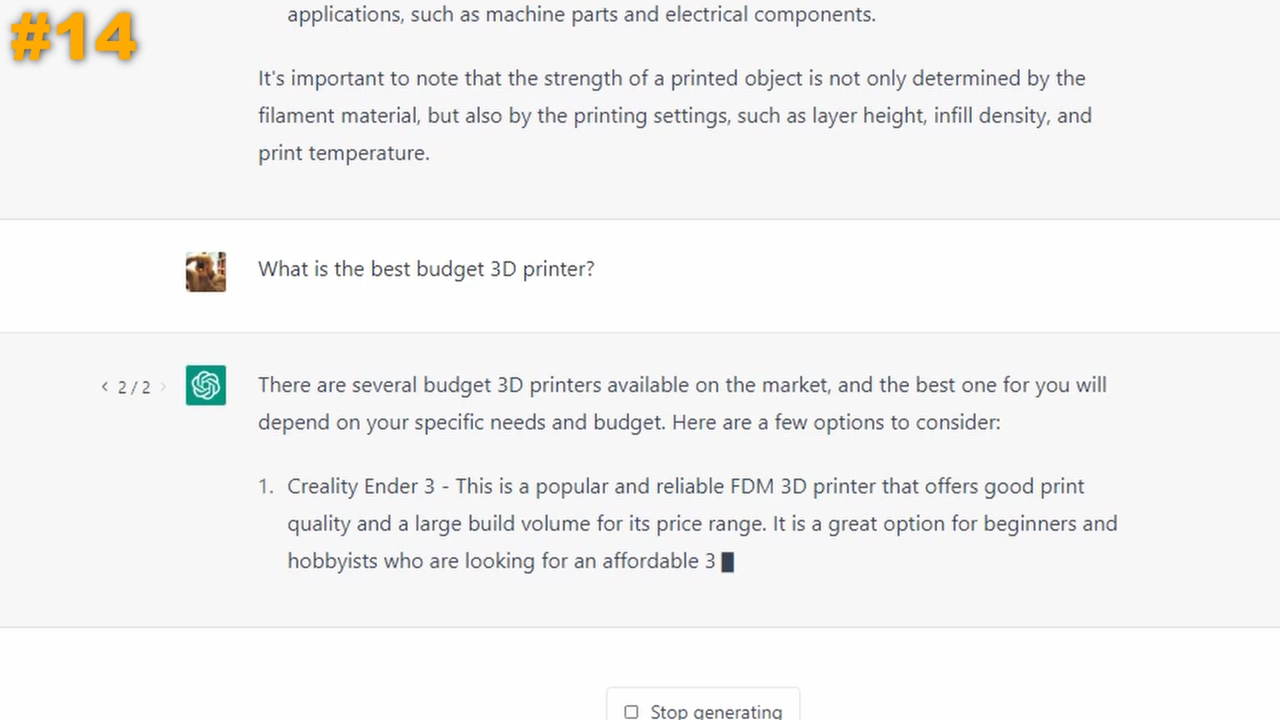 #14
applications, such as machine parts and electrical components.
It's important to note that the strength of a printed object is not only determined by the
filament material, but also by the printing settings, such as layer height, infill density, and
print temperature.
What is the best budget 3D printer?
< 2 / 2 >
There are several budget 3D printers available on the market, and the best one for you will
depend on your specific needs and budget. Here are a few options to consider:
1. Creality Ender 3 - This is a popular and reliable FDM 3D printer that offers good print
quality and a large build volume for its price range. It is a great option for beginners and
hobbyists who are looking for an affordable 3
Stop generating